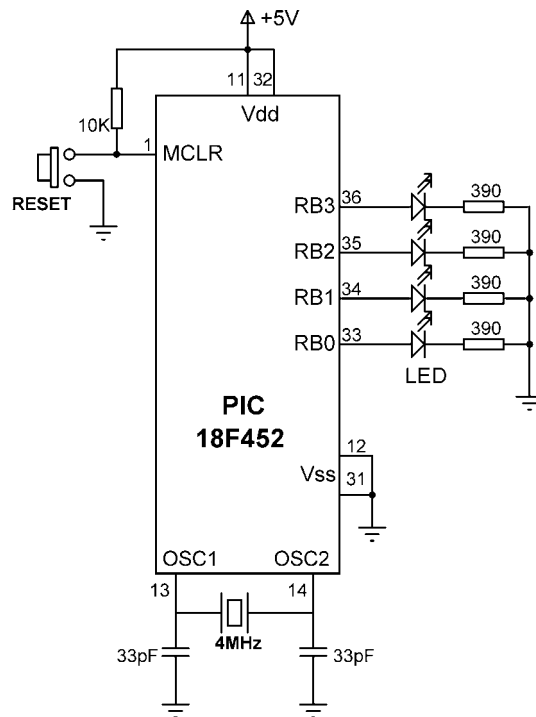 +5V
11 32
Vdd
10K
1 MCLR
RESET
RB3 36 390
RB2 35 390
RB1 34 390
RB0 33 390
LED
PIC
18F452
12
Vss
31
OSC1 OSC2
13 14
4MHz
33pF 33pF